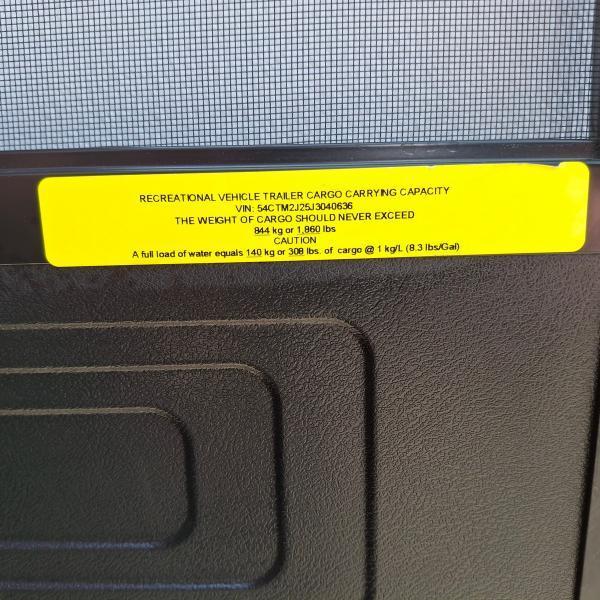 RECREATIONAL VEHICLE TRAILER CARGO CARRYING CAPACITY
VIN: 54CTM2J25J3040636
THE WEIGHT OF CARGO SHOULD NEVER EXCEED
844 kg or 1,860 lbs
CAUTION
A full load of water equals 140 kg or 308 lbs. of cargo @ 1 kg/L (8.3 lbs/Gal)